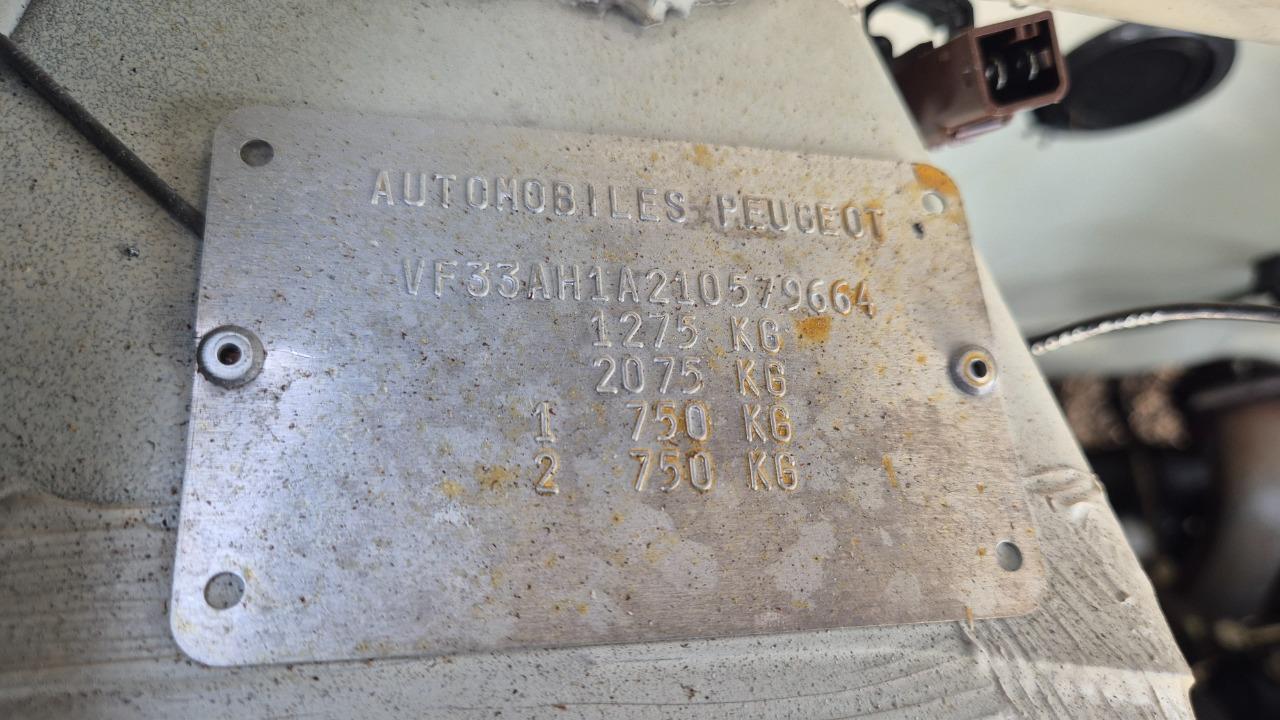 AUTOMOBILES PEUGEOT
VF33AH1A210579664
1275 KG
2075 KG
1 750 KG
2 750 KG